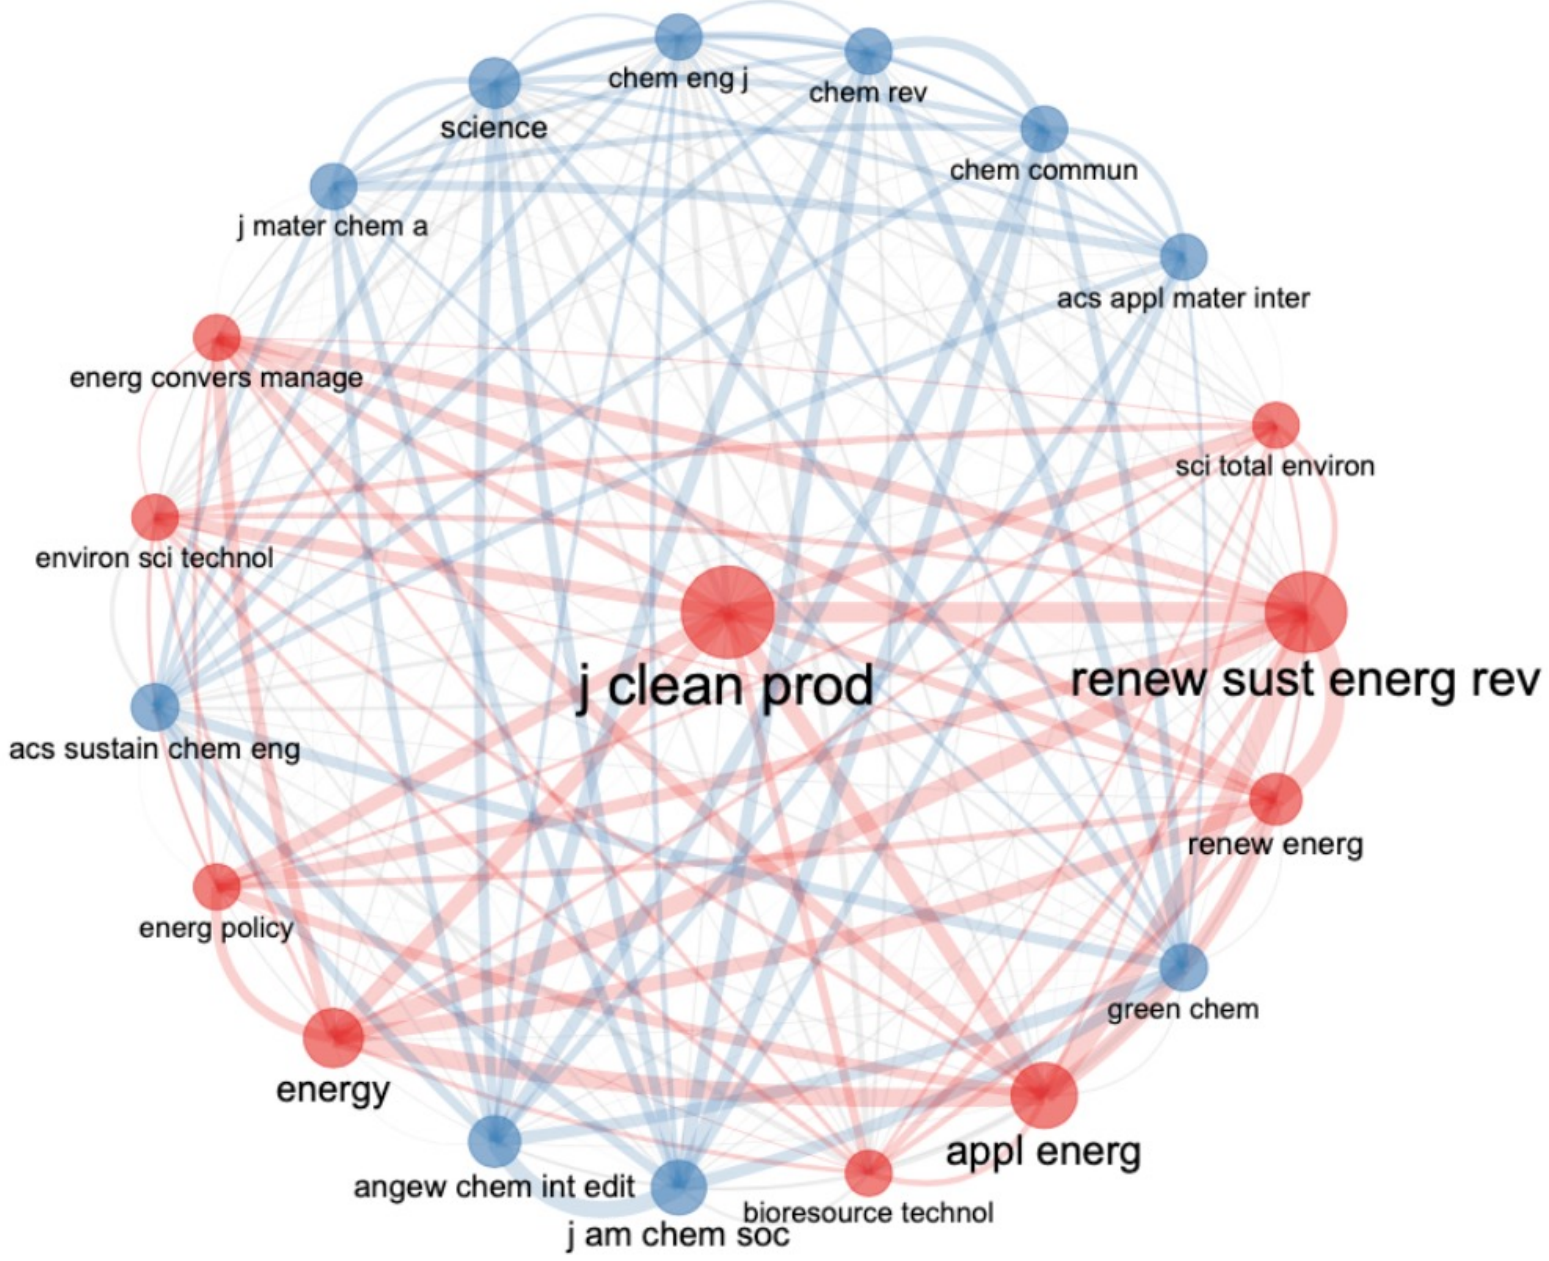 chem eng j
chem rev
science
chem commun
j mater chem a
acs appl mater inter
energ convers manage
sci total environ
environ sci technol
j clean prod
renew sust energ rev
acs sustain chem eng
renew energ
energ policy
green chem
energy
appl energ
angew chem int edit
bioresource technol
j am chem soc